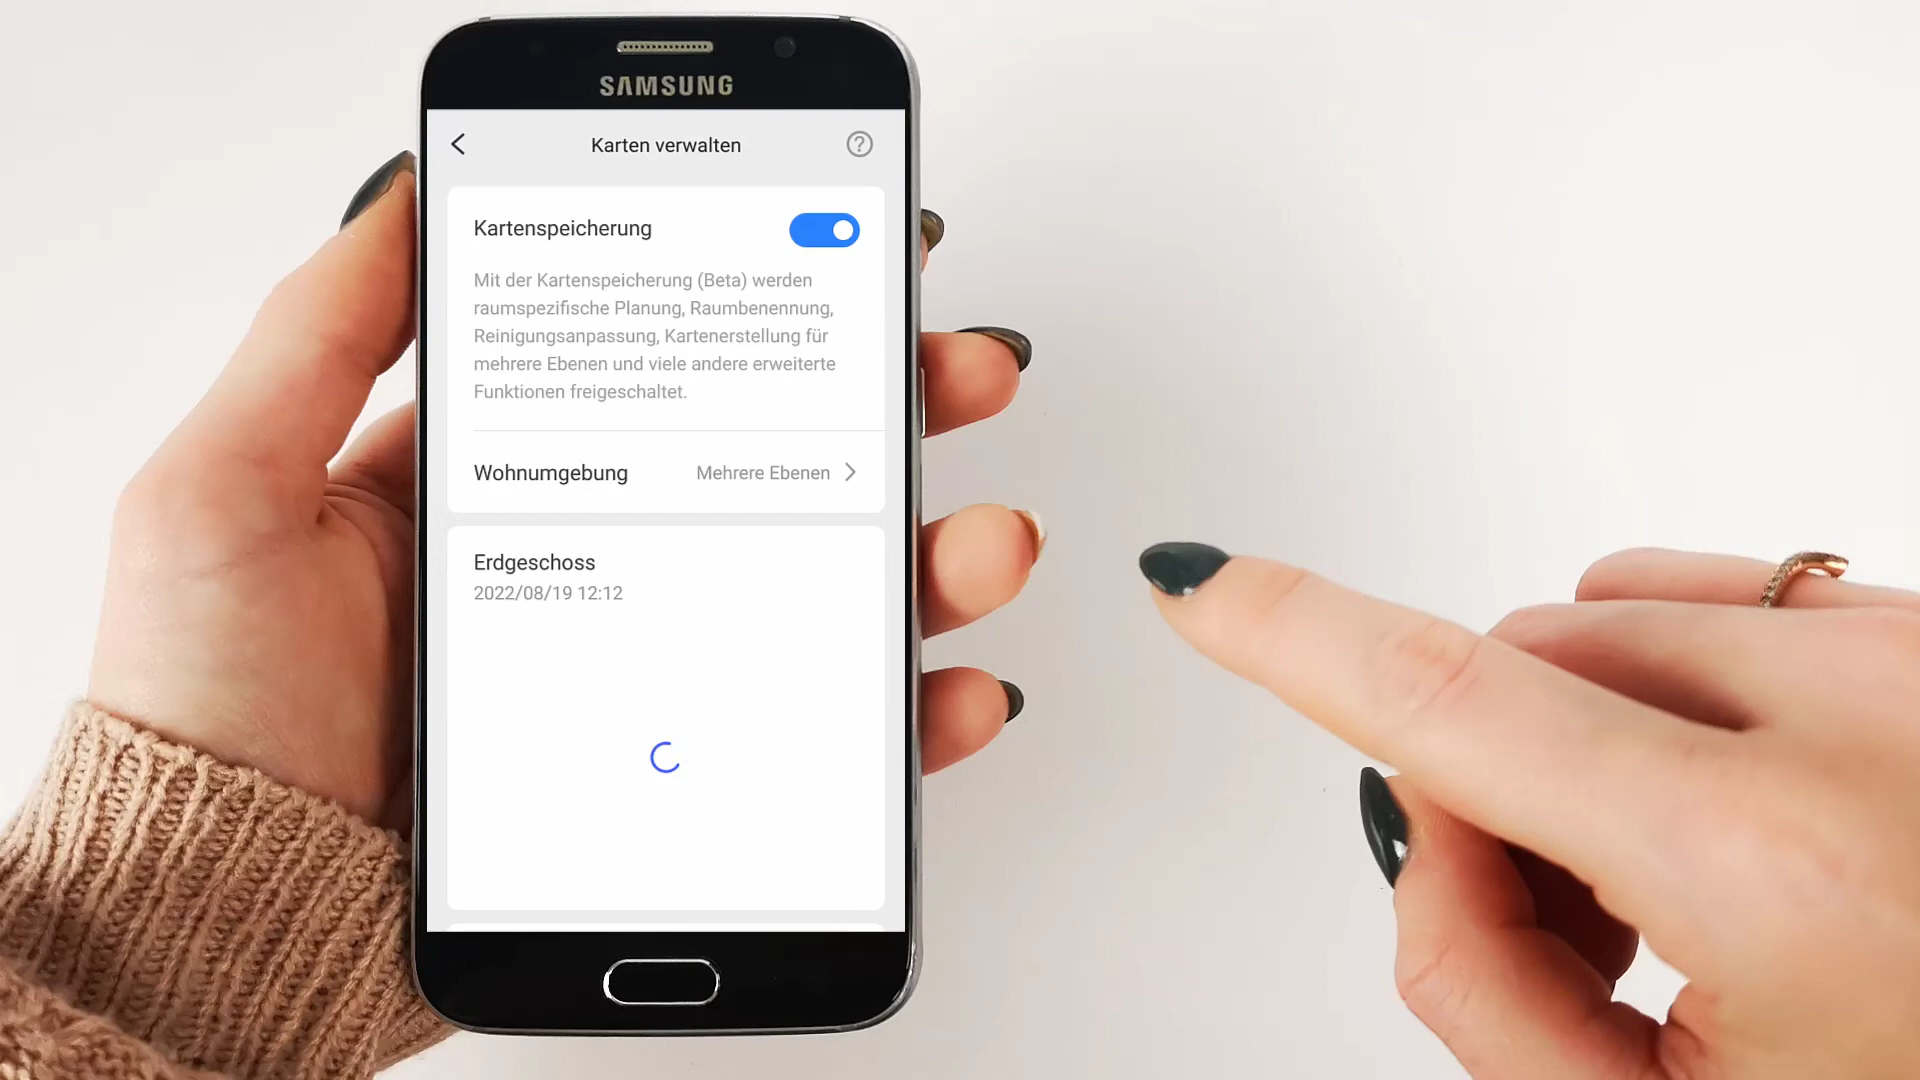 SAMSUNG
Karten verwalten
Kartenspeicherung
Mit der Kartenspeicherung (Beta) werden
raumspezifische Planung, Raumbenennung,
Reinigungsanpassung, Kartenerstellung für
mehrere Ebenen und viele andere erweiterte
Funktionen freigeschaltet.
Wohnumgebung Mehrere Ebenen
Erdgeschoss
2022/08/19 12:12